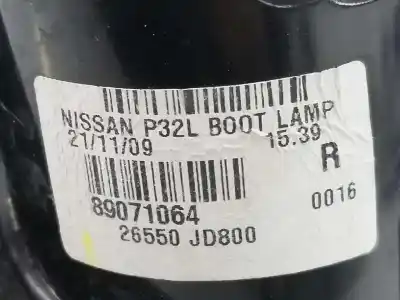 NISSAN P32L BOOT LAMP
21/11/09 15.39
R
89071064 0016
26550 JD800